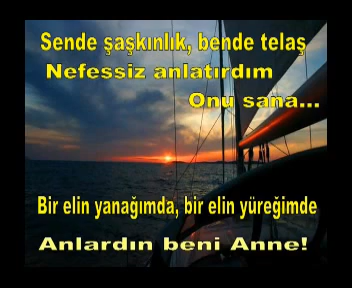 Sende şaşkınlık, bende telaş
Nefessiz anlatırdım
Onu sana...
Bir elin yanağımda, bir elin yüreğimde
Anlardın beni Anne!